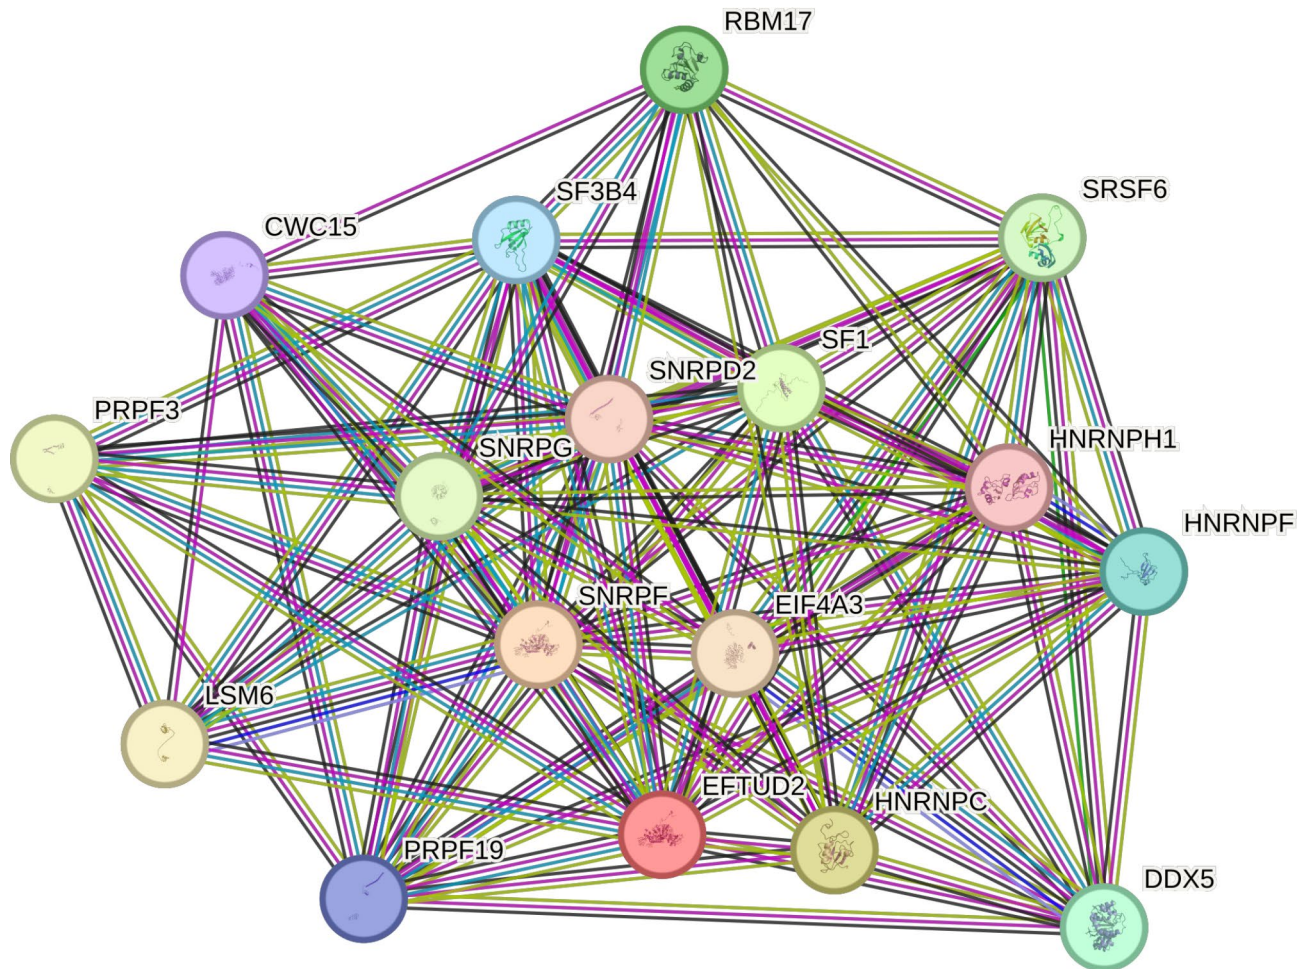 RBM17
SF3B4
SRSF6
CWC15
SNRPD2
SF1
PRPF3
SNRPG
HNRNPH1
HNRNPF
SNRPF
EIF4A3
LSM6
EFTUD2
HNRNPC
PRPF19
DDX5